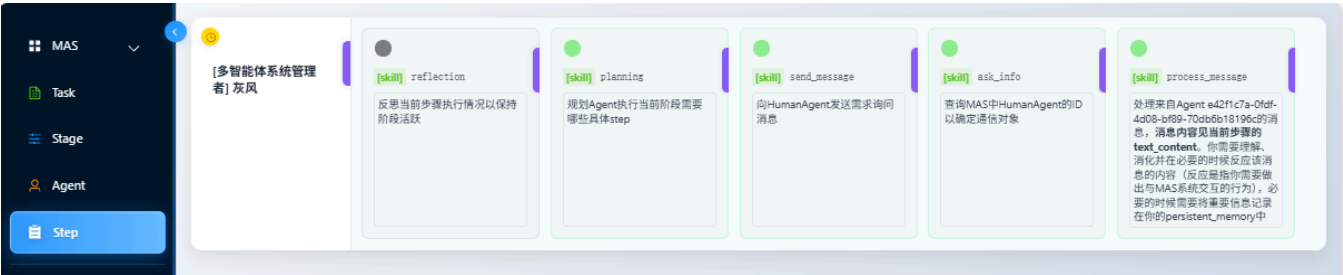 MAS
Task
Stage
Agent
Step
[多智能体系统管理
者] 灰风
[skill] reflection
反思当前步骤执行情况以保持
阶段活跃
[skill] planning
规划Agent执行当前阶段需要
哪些具体step
[skill] send_message
向HumanAgent发送需求询问
消息
[skill] ask_info
查询MAS中HumanAgent的ID
以确定通信对象
[skill] process_message
处理来自Agent e42f1c7a-0fdf-
4d08-bf89-70db6b18196c的消
息，消息内容见当前步骤的
text_content。你需要理解、
消化并在必要的时候反应该消
息的内容（反应是指你需要做
出与MAS系统交互的行为），必
要的时候需要将重要信息记录
在你的persistent_memory中